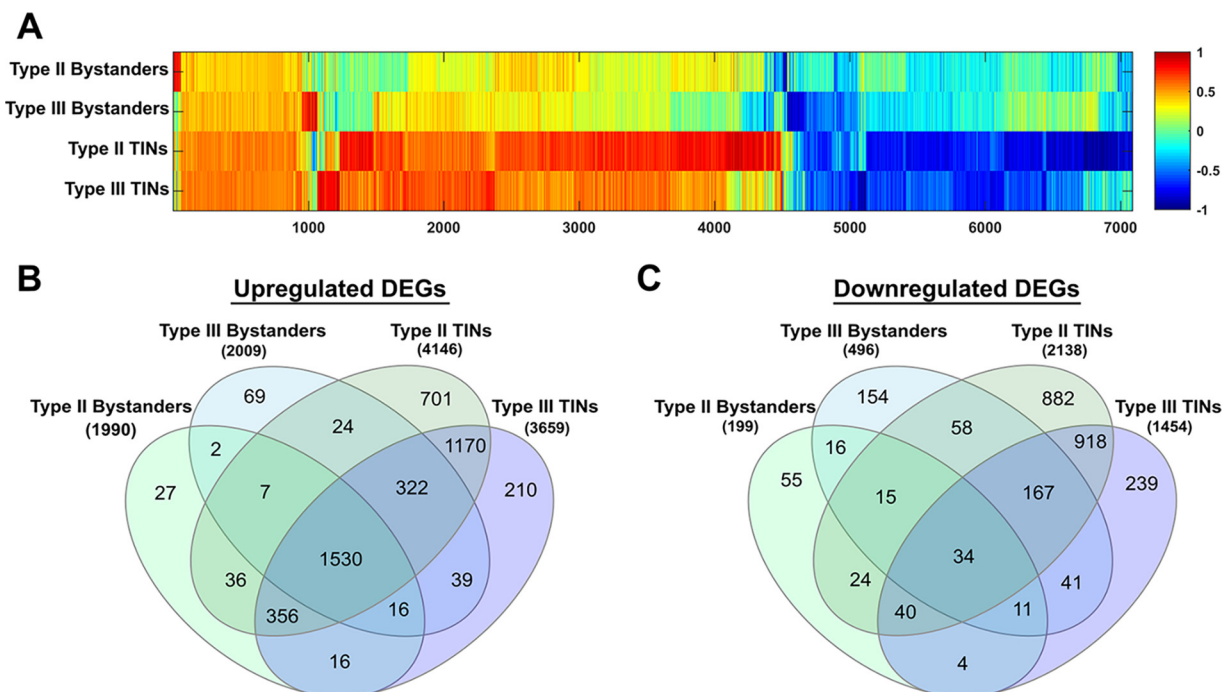 A
Type II Bystanders
Type III Bystanders
Type II TINs
Type III TINs
1000 2000 3000 4000 5000 6000 7000
1
0.5
0
-0.5
-1
B
Upregulated DEGs
Type III Bystanders
(2009)
Type II TINs
(4146)
Type II Bystanders
(1990)
Type III TINs
(3659)
69
701
24
2
1170
27
7
322
210
1530
36
39
356
16
16
C
Downregulated DEGs
Type III Bystanders
(496)
Type II TINs
(2138)
Type II Bystanders
(199)
Type III TINs
(1454)
154
882
58
16
918
55
15
167
239
34
24
41
40
11
4